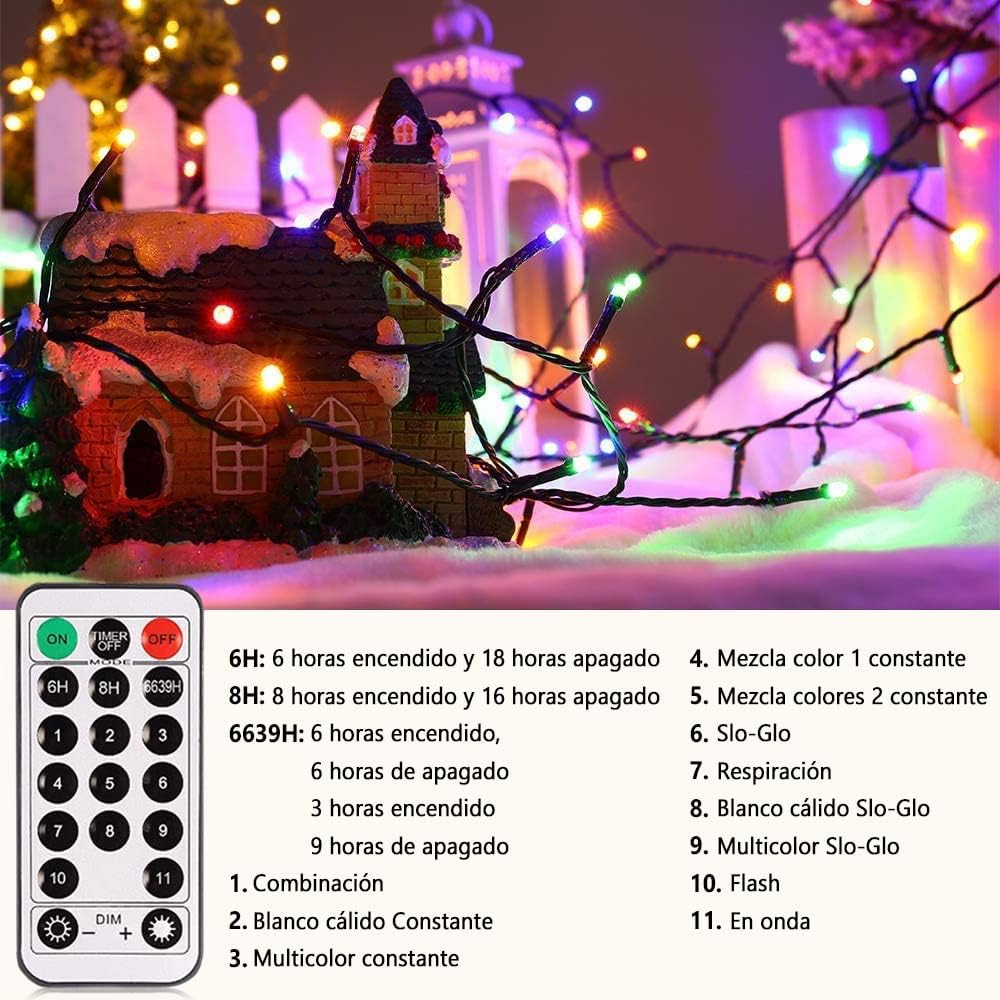 ON TIMER OFF OFF
MODE
6H 8H 6639H
1 2 3
4 5 6
7 8 9
10 11
DIM
− +
6H: 6 horas encendido y 18 horas apagado
8H: 8 horas encendido y 16 horas apagado
6639H: 6 horas encendido,
6 horas de apagado
3 horas encendido
9 horas de apagado
1. Combinación
2. Blanco cálido Constante
3. Multicolor constante
4. Mezcla color 1 constante
5. Mezcla colores 2 constante
6. Slo-Glo
7. Respiración
8. Blanco cálido Slo-Glo
9. Multicolor Slo-Glo
10. Flash
11. En onda